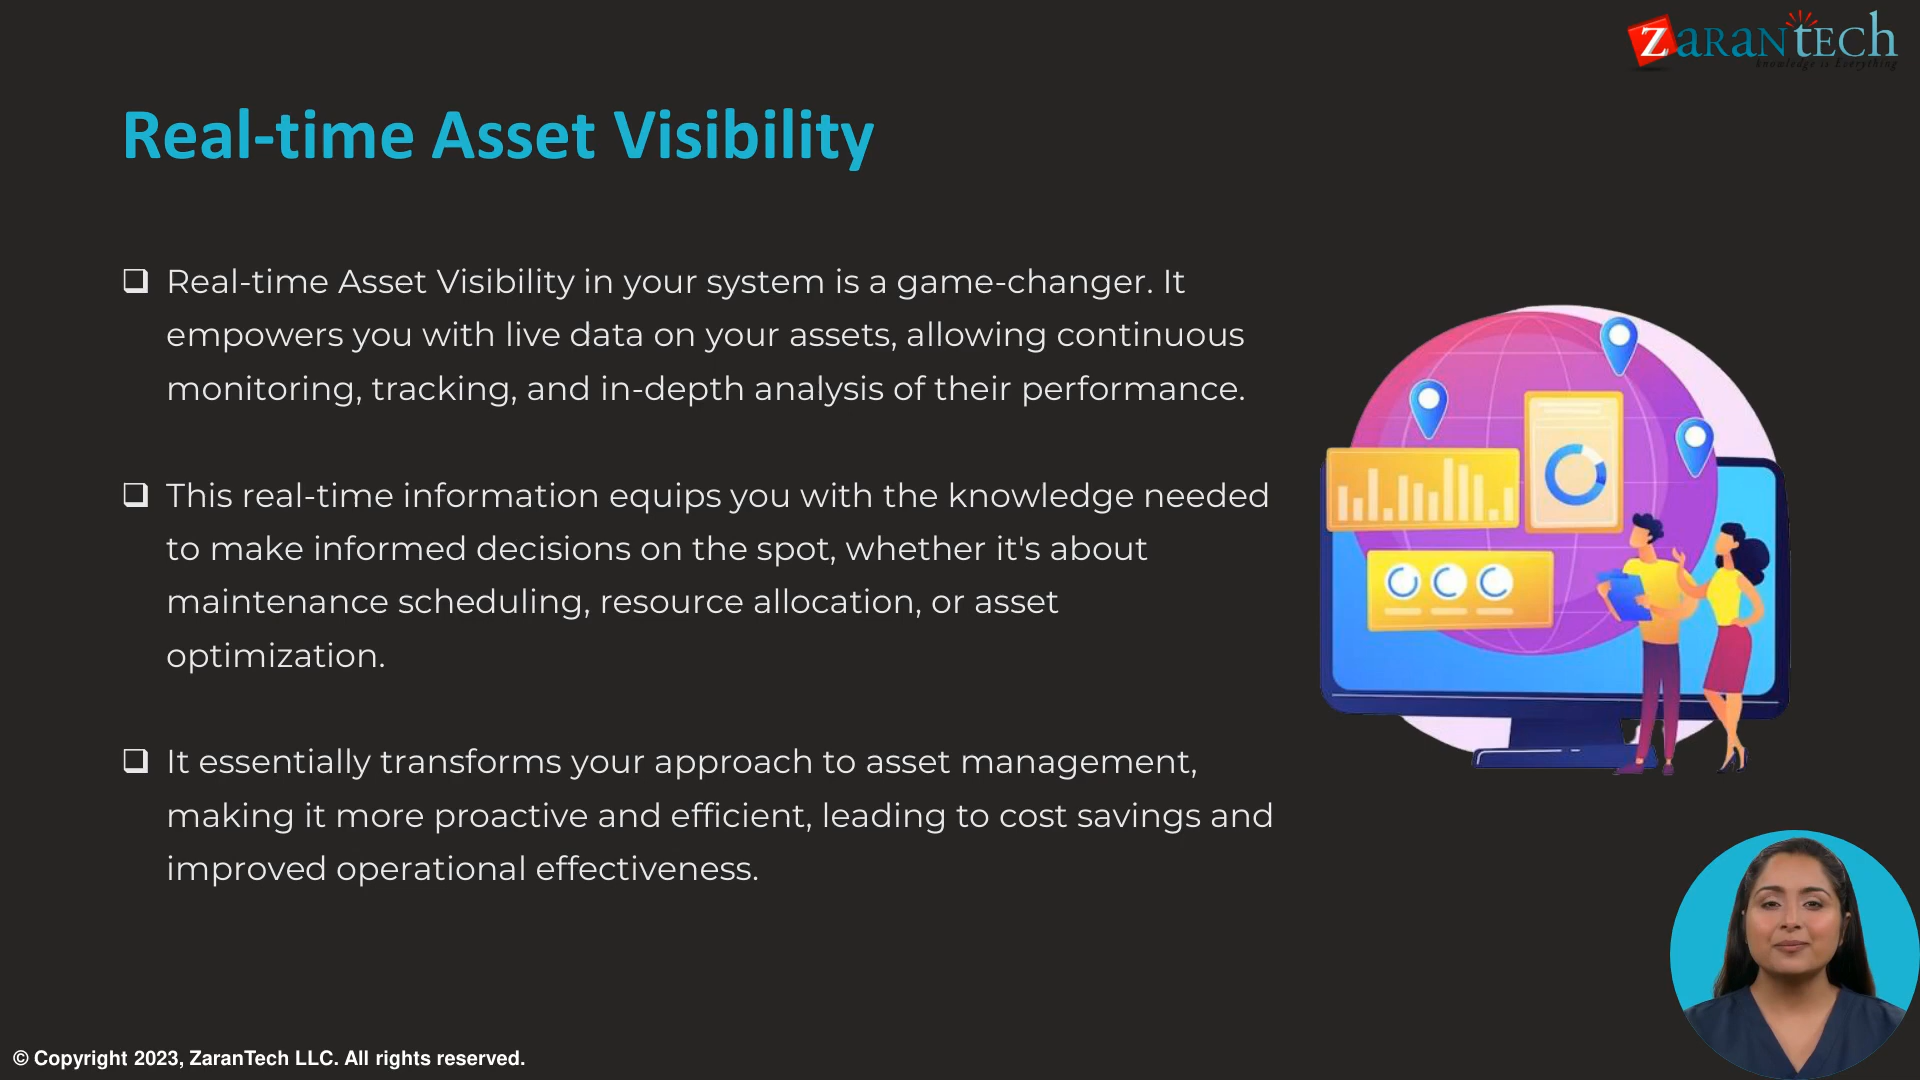 ZaranTech
knowledge is Everything
Real-time Asset Visibility
❑ Real-time Asset Visibility in your system is a game-changer. It
empowers you with live data on your assets, allowing continuous
monitoring, tracking, and in-depth analysis of their performance.
❑ This real-time information equips you with the knowledge needed
to make informed decisions on the spot, whether it's about
maintenance scheduling, resource allocation, or asset
optimization.
❑ It essentially transforms your approach to asset management,
making it more proactive and efficient, leading to cost savings and
improved operational effectiveness.
© Copyright 2023, ZaranTech LLC. All rights reserved.